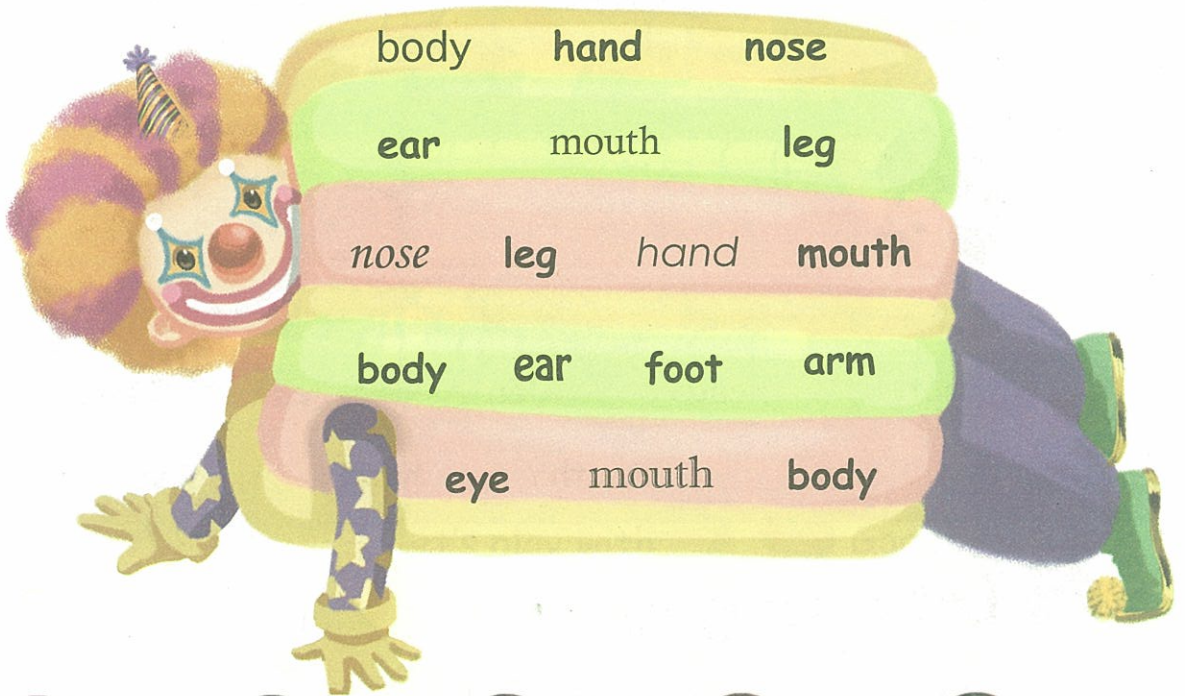 body hand nose
ear mouth leg
nose leg hand mouth
body ear foot arm
eye mouth body